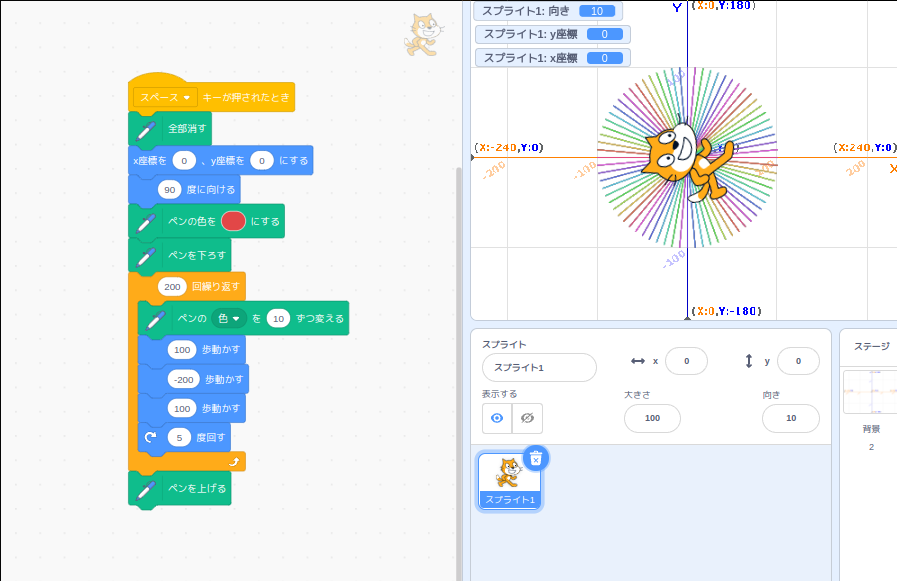 スペース キーが押されたとき
全部消す
x座標を 0 、y座標を 0 にする
90 度に向ける
ペンの色を にする
ペンを下ろす
200 回繰り返す
ペンの 色 を 10 ずつ変える
100 歩動かす
-200 歩動かす
100 歩動かす
5 度回す
ペンを上げる
スプライト1: 向き 10
スプライト1: y座標 0
スプライト1: x座標 0
Y
(X:0,Y:180)
100
(X:-240,Y:0)
(X:240,Y:0)
X
-200
-100
100
200
-100
(X:0,Y:-180)
スプライト
スプライト1
x 0
y 0
表示する
大きさ
100
向き
10
スプライト1
ステージ
背景
2